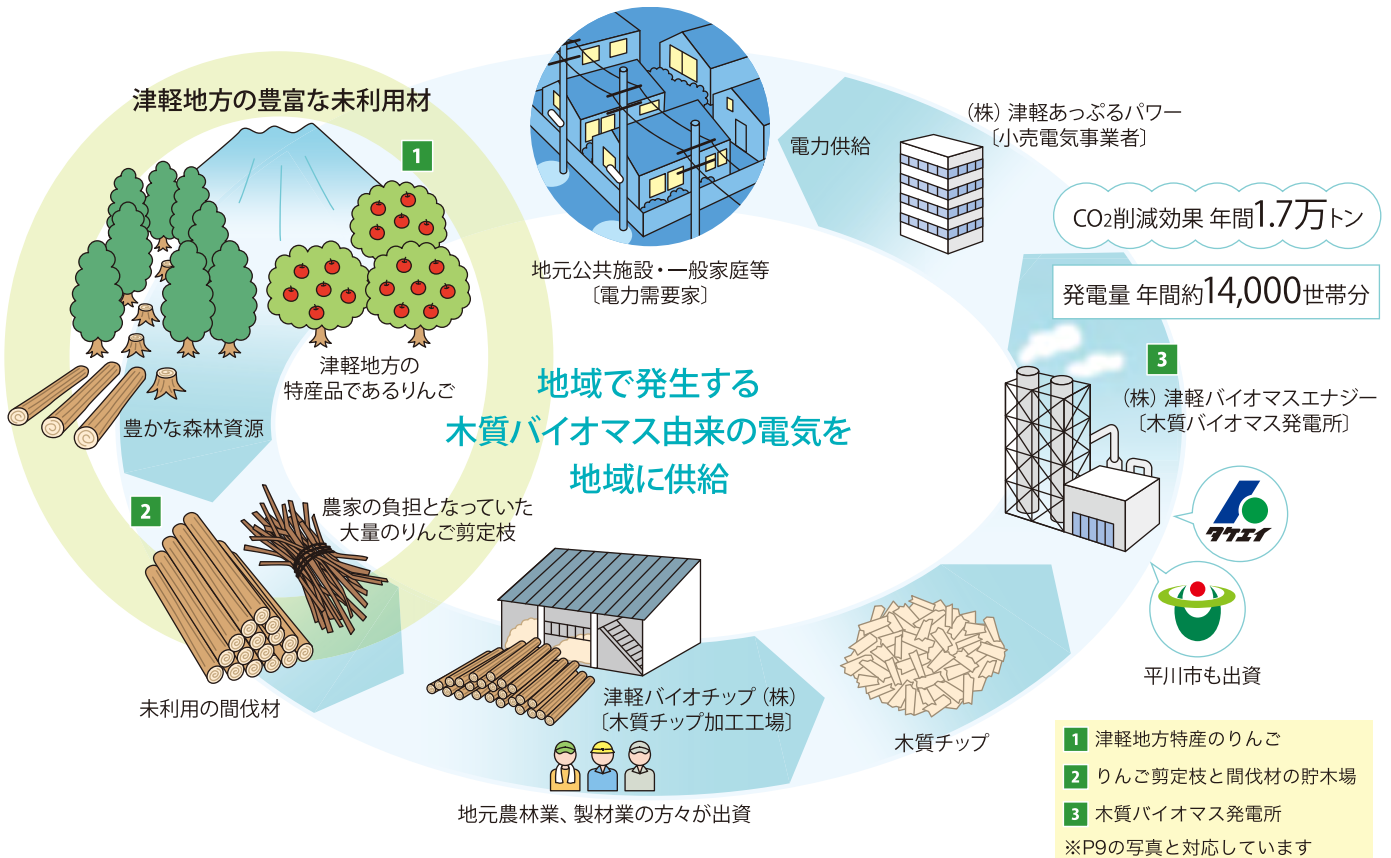 津軽地方の豊富な未利用材
1
津軽地方の
特産品であるりんご
豊かな森林資源
2
農家の負担となっていた
大量のりんご剪定枝
未利用の間伐材
地域で発生する
木質バイオマス由来の電気を
地域に供給
津軽バイオチップ（株）
〔木質チップ加工工場〕
地元農林業、製材業の方々が出資
木質チップ
3
（株）津軽バイオマスエナジー
〔木質バイオマス発電所〕
タケエイ
平川市も出資
CO2削減効果 年間1.7万トン
発電量 年間約14,000世帯分
（株）津軽あっぷるパワー
〔小売電気事業者〕
電力供給
地元公共施設・一般家庭等
〔電力需要家〕
1 津軽地方特産のりんご
2 りんご剪定枝と間伐材の貯木場
3 木質バイオマス発電所
※P9の写真と対応しています